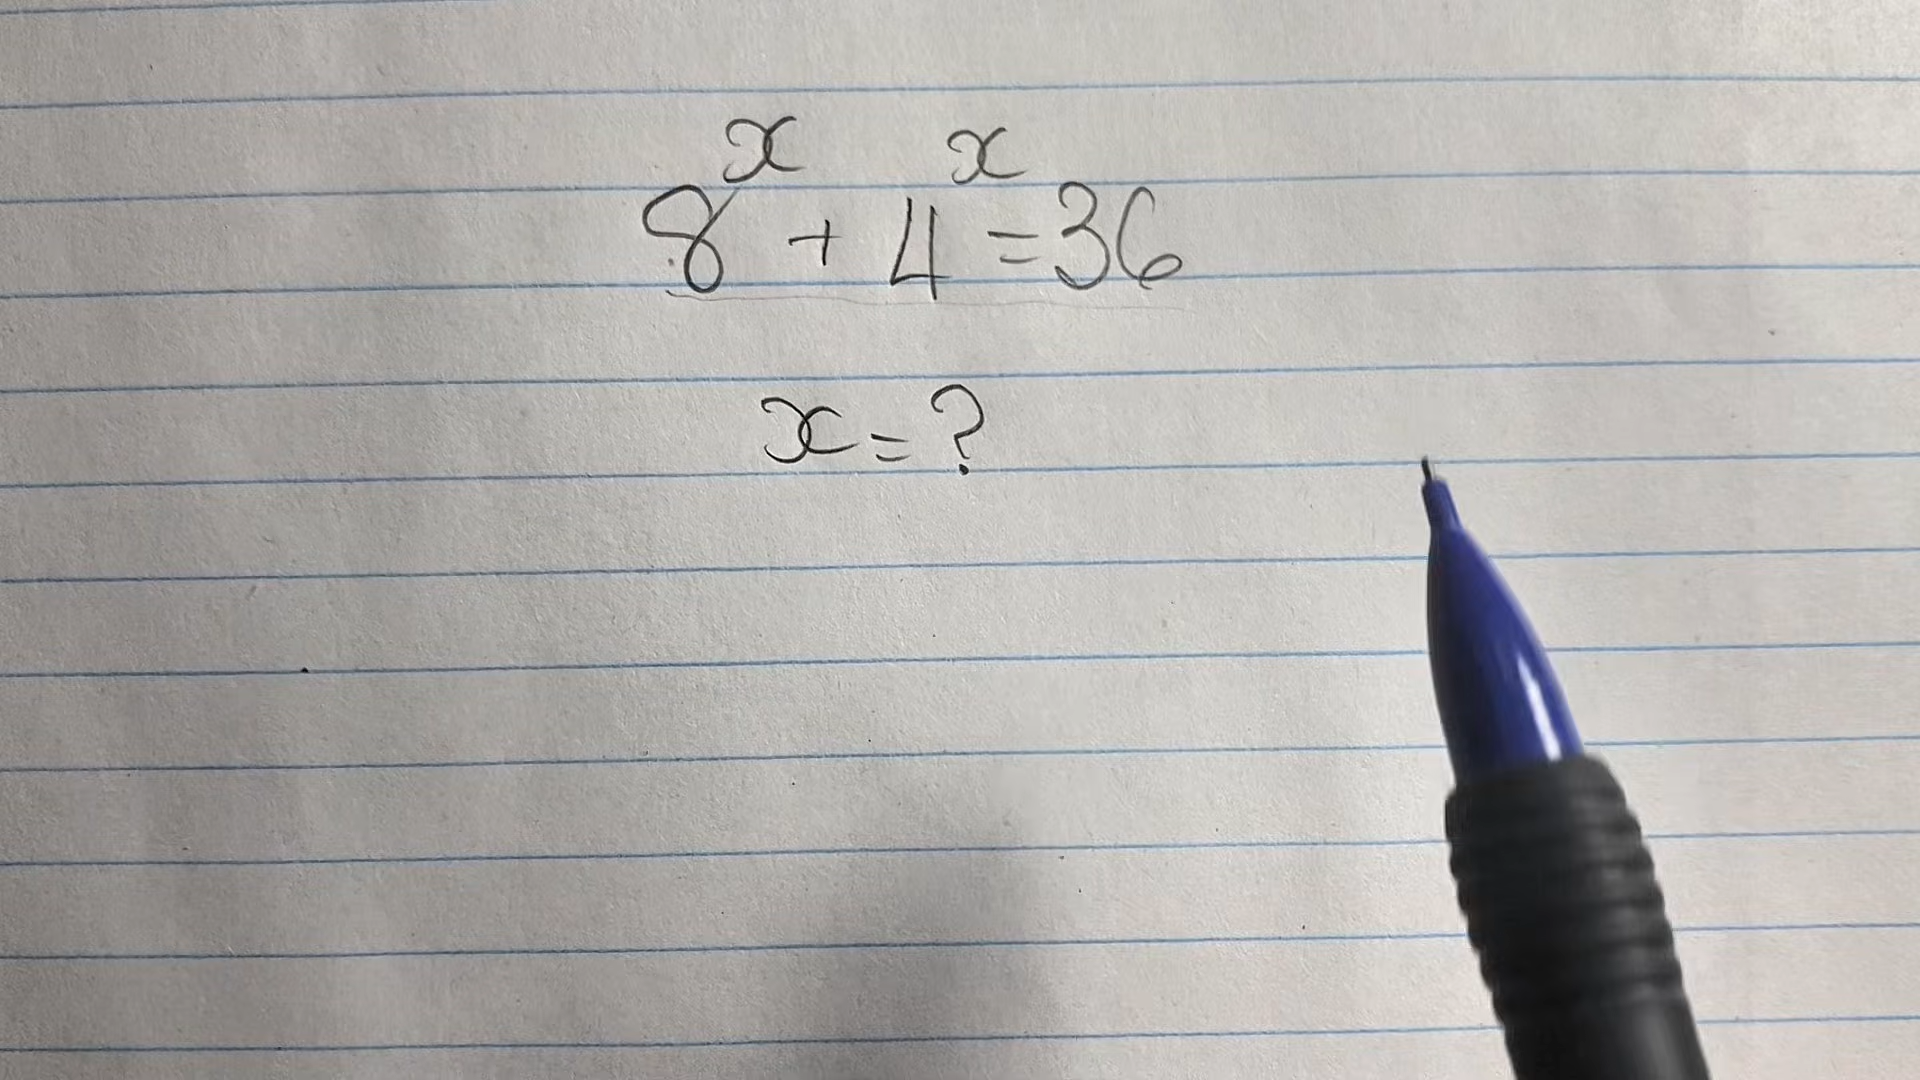 8^x + 4^x = 36
x = ?